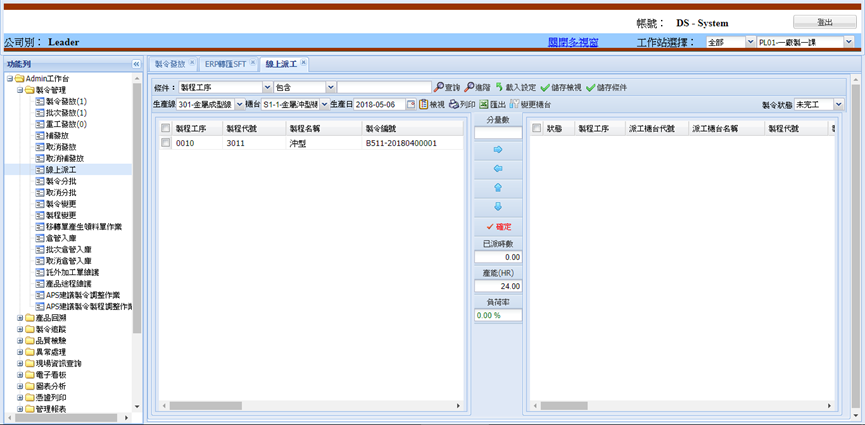 帳號： DS - System 登出
公司別： Leader 關閉多視窗 工作站選擇： 全部 PL01-一廠製一課
功能列 製令發放 ERP轉匯SFT 線上派工
Admin工作台
製令管理
製令發放(1)
批次發放(1)
重工發放(0)
補發放
取消發放
取消補發放
線上派工
製令分批
取消分批
製令變更
製程變更
移轉單產生領料單作業
倉管入庫
批次倉管入庫
取消倉管入庫
託外加工單維護
產品途程維護
APS建議製令調整作業
APS建議製令製程調整作業
產品回溯
製令追蹤
品質檢驗
異常處理
現場資訊查詢
電子看板
圖表分析
憑證列印
管理報表
條件： 製程工序 包含 查詢 進階 載入設定 儲存檢視 儲存條件
生產線 301-金屬成型線 機台 S1-1-金屬沖型機 生產日 2018-05-06 檢視 列印 匯出 變更機台 製令狀態 未完工
製程工序 製程代號 製程名稱 製令編號
0010 3011 沖型 B511-20180400001
分量數
確定
已派時數
0.00
產能(HR)
24.00
負荷率
0.00 %
狀態 製程工序 派工機台代號 派工機台名稱 製程代號